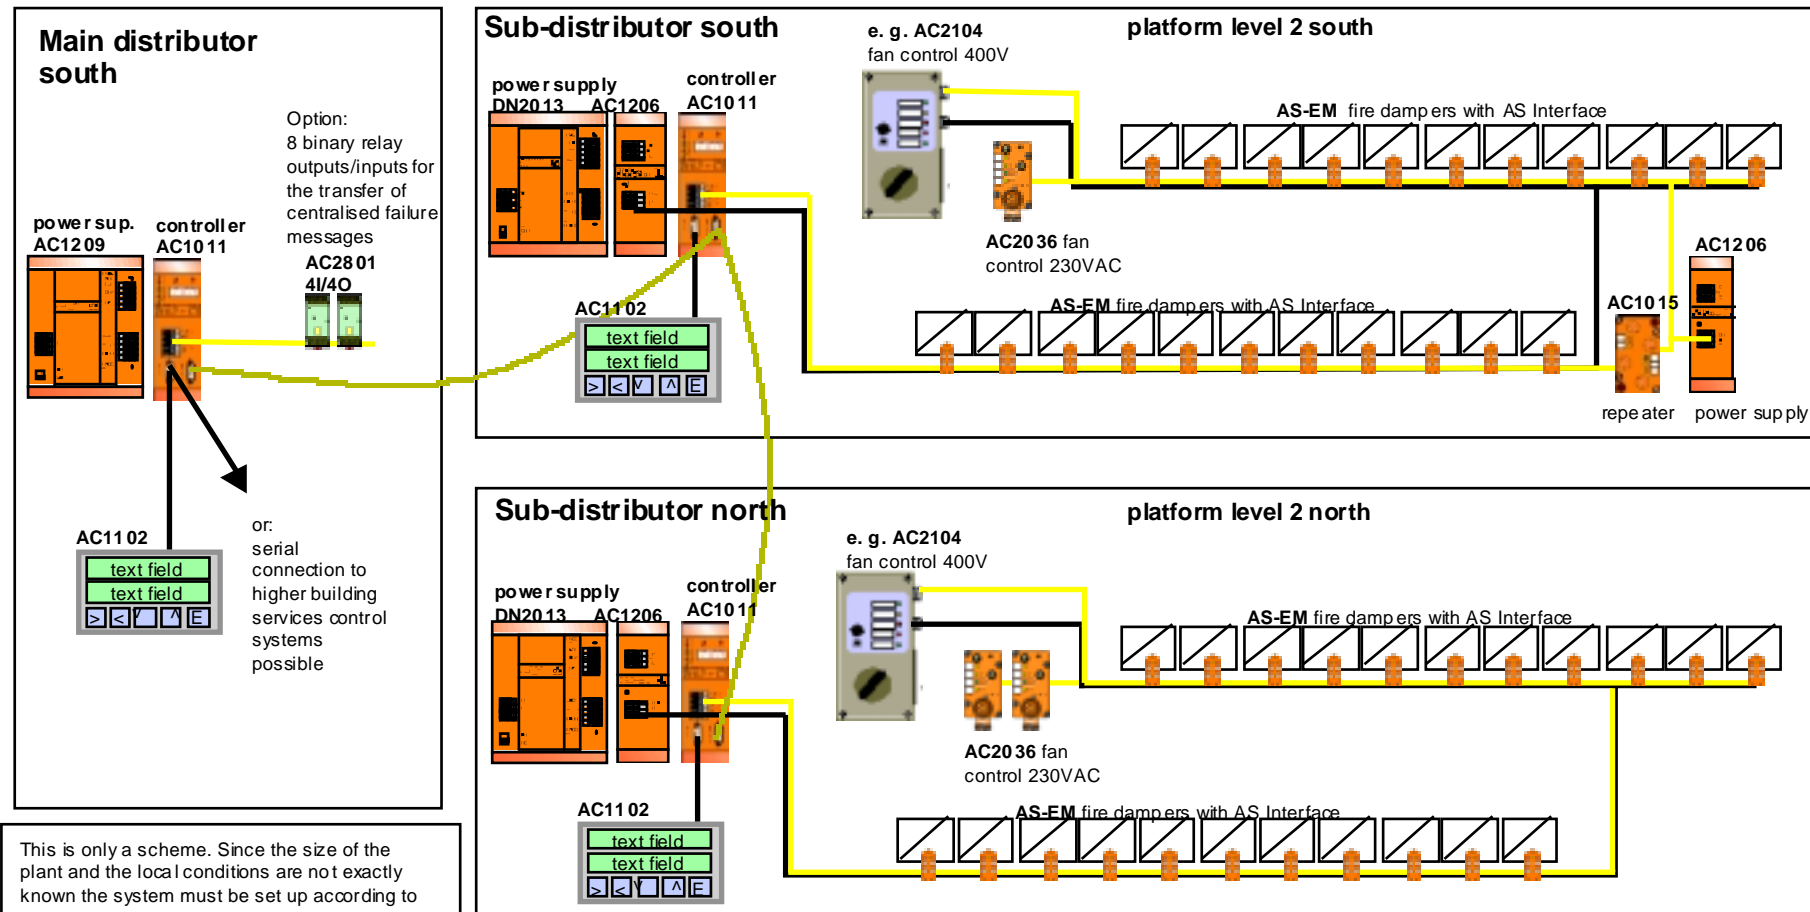 Main distributor
south
Option:
8 binary relay
outputs/inputs for
the transfer of
centralised failure
messages
power sup.
AC1209
controller
AC1011
AC2801
4I/4O
AC1102
text field
text field
> < V ^ E
or:
serial
connection to
higher building
services control
systems
possible
This is only a scheme. Since the size of the
plant and the local conditions are not exactly
known the system must be set up according to
Sub-distributor south
platform level 2 south
power supply
DN2013 AC1206
controller
AC1011
e. g. AC2104
fan control 400V
AS-EM fire dampers with AS Interface
AC2036 fan
control 230VAC
AC1102
text field
text field
> < V ^ E
AS-EM fire dampers with AS Interface
AC1015
AC1206
repeater power supply
Sub-distributor north
platform level 2 north
power supply
DN2013 AC1206
controller
AC1011
e. g. AC2104
fan control 400V
AS-EM fire dampers with AS Interface
AC2036 fan
control 230VAC
AC1102
text field
text field
> < V ^ E
AS-EM fire dampers with AS Interface